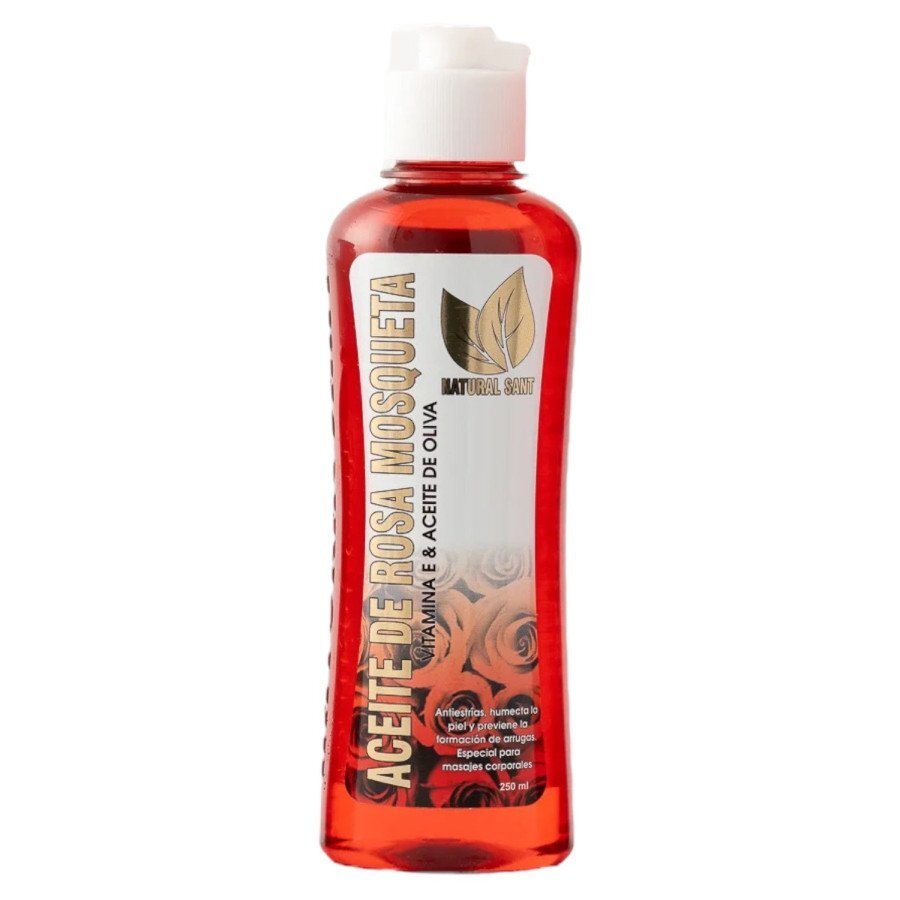 ACEITE DE ROSA MOSQUETA
VITAMINA E & ACEITE DE OLIVA
NATURAL SANT
Antiestrías, humecta la
piel y previene la
formación de arrugas.
Especial para
masajes corporales
250 ml